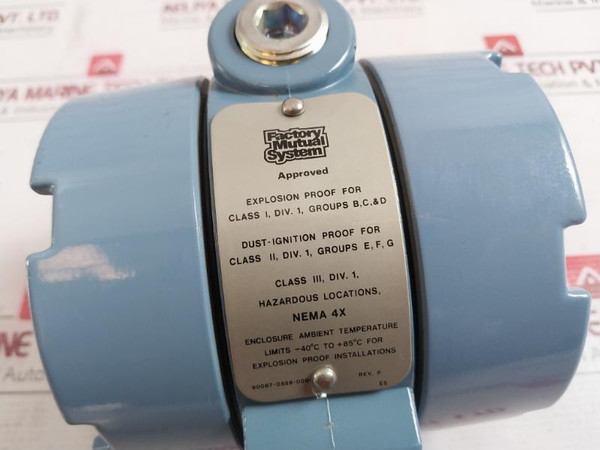 Factory
Mutual
System
Approved
EXPLOSION PROOF FOR
CLASS I, DIV. 1, GROUPS B,C,&D
DUST-IGNITION PROOF FOR
CLASS II, DIV. 1, GROUPS E, F, G
CLASS III, DIV. 1,
HAZARDOUS LOCATIONS,
NEMA 4X
ENCLOSURE AMBIENT TEMPERATURE
LIMITS -40°C TO +85°C FOR
EXPLOSION PROOF INSTALLATIONS
REV.